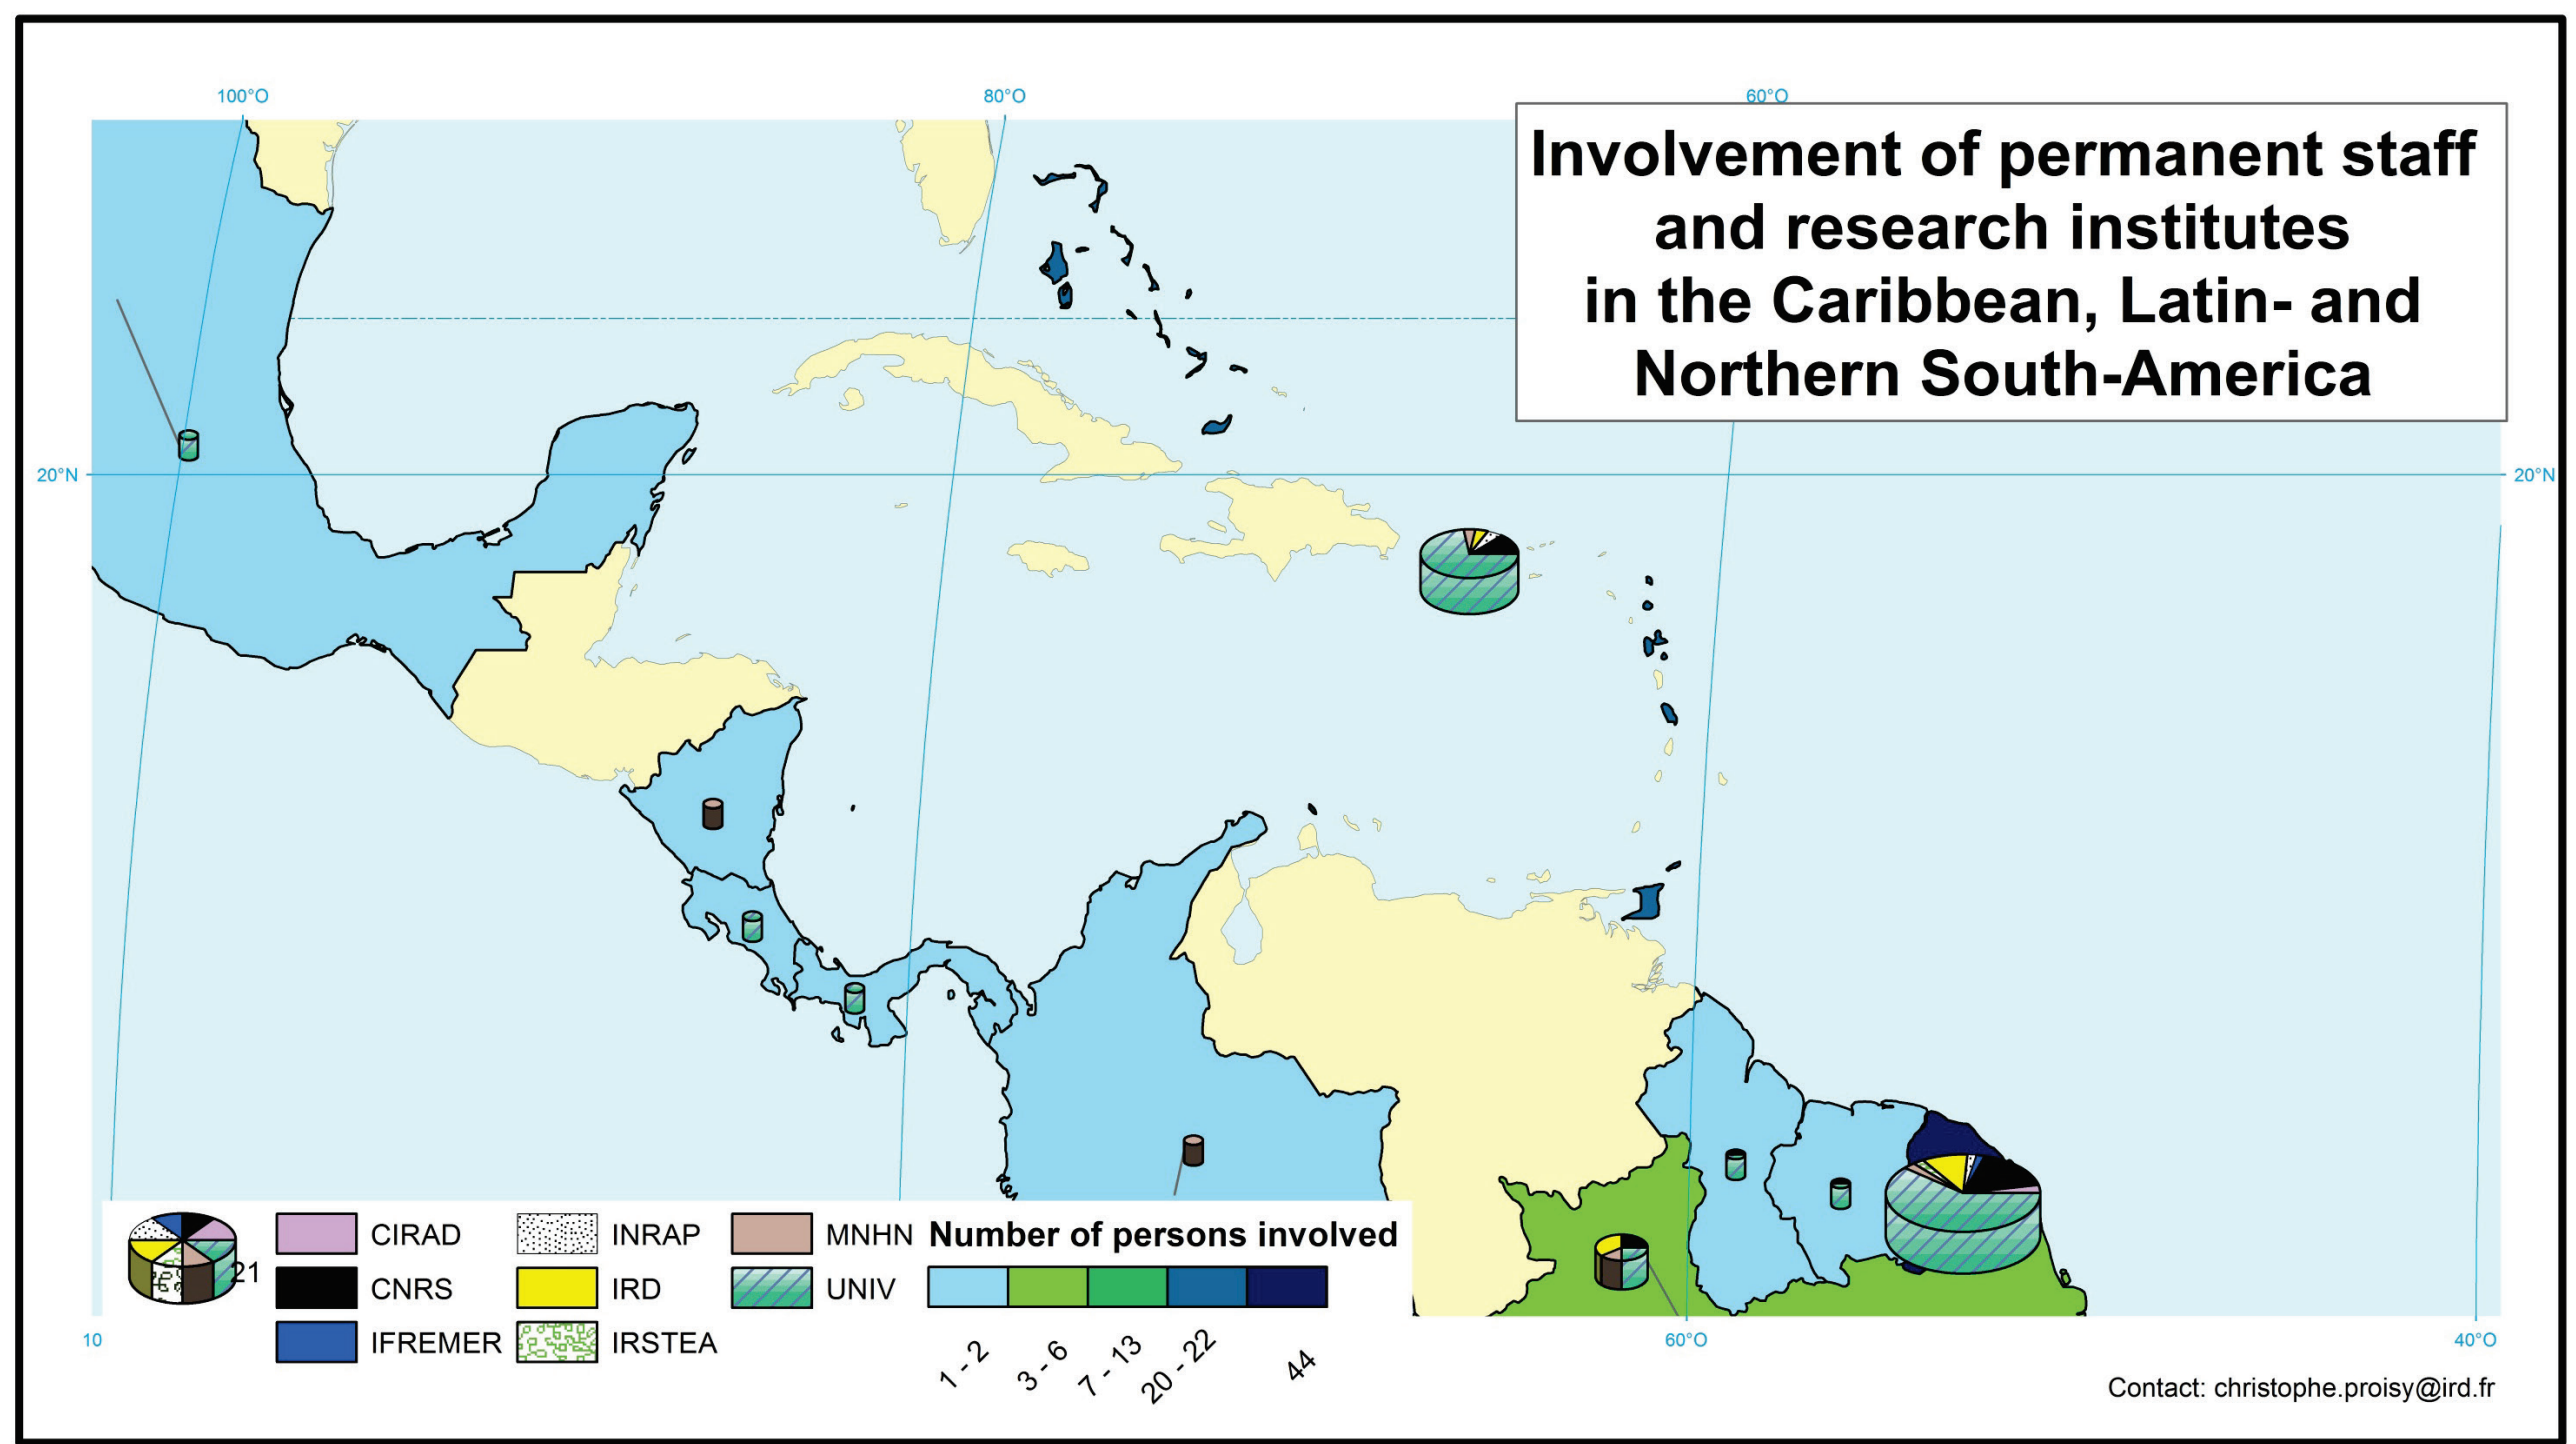 100°O 80°O 60°O
Involvement of permanent staff
and research institutes
in the Caribbean, Latin- and
Northern South-America
20°N 20°N
CIRAD INRAP MNHN Number of persons involved
21
CNRS IRD UNIV
IFREMER IRSTEA
1 - 2 3 - 6 7 - 13 20 - 22 44
10 60°O 40°O
Contact: christophe.proisy@ird.fr